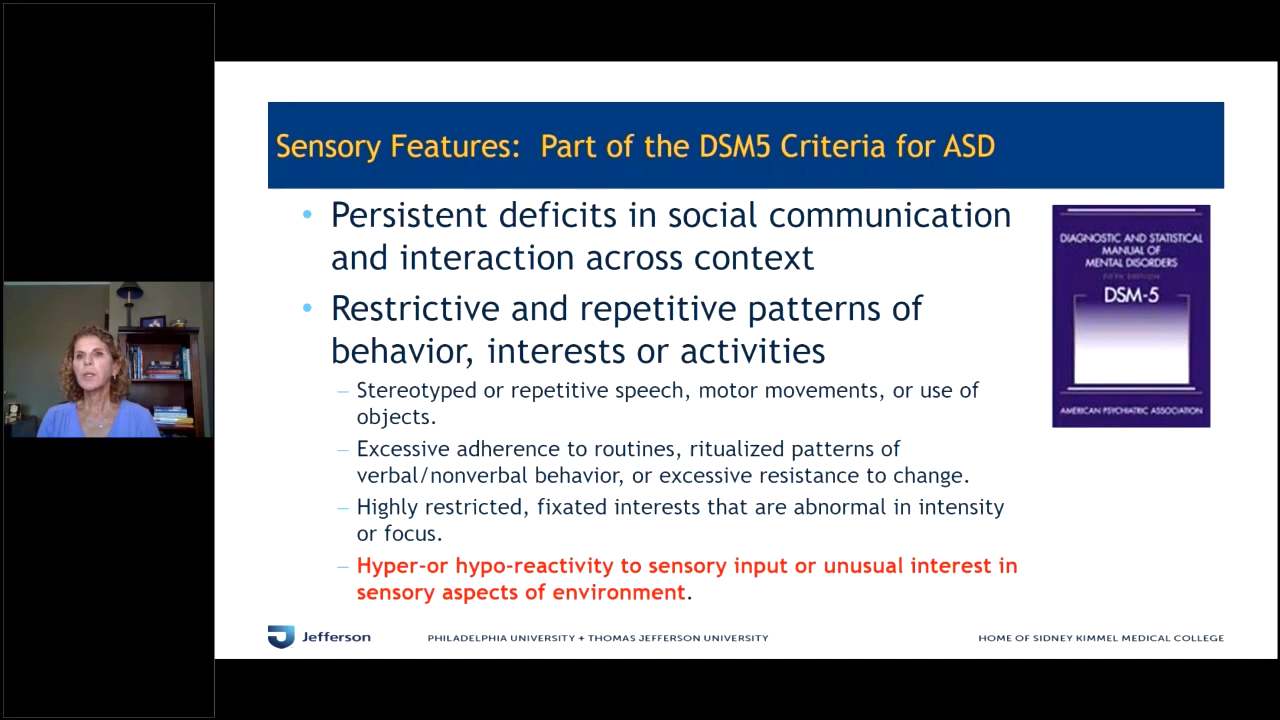 Sensory Features:  Part of the DSM5 Criteria for ASD
• Persistent deficits in social communication
and interaction across context
• Restrictive and repetitive patterns of
behavior, interests or activities
– Stereotyped or repetitive speech, motor movements, or use of
objects.
– Excessive adherence to routines, ritualized patterns of
verbal/nonverbal behavior, or excessive resistance to change.
– Highly restricted, fixated interests that are abnormal in intensity
or focus.
– Hyper-or hypo-reactivity to sensory input or unusual interest in
sensory aspects of environment.
DIAGNOSTIC AND STATISTICAL
MANUAL OF
MENTAL DISORDERS
FIFTH EDITION
DSM-5
AMERICAN PSYCHIATRIC ASSOCIATION
Jefferson
PHILADELPHIA UNIVERSITY + THOMAS JEFFERSON UNIVERSITY
HOME OF SIDNEY KIMMEL MEDICAL COLLEGE